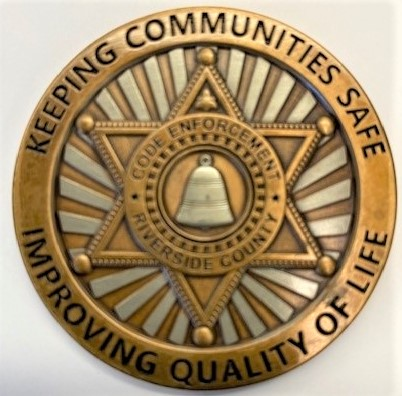 KEEPING COMMUNITIES SAFE
CODE ENFORCEMENT
RIVERSIDE COUNTY
IMPROVING QUALITY OF LIFE